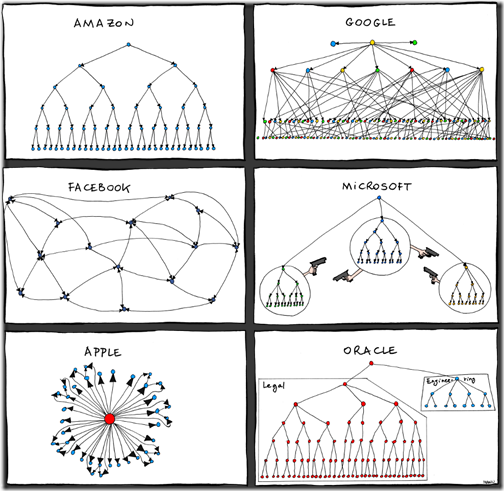 AMAZON
GOOGLE
FACEBOOK
MICROSOFT
APPLE
ORACLE
Legal
Engineering